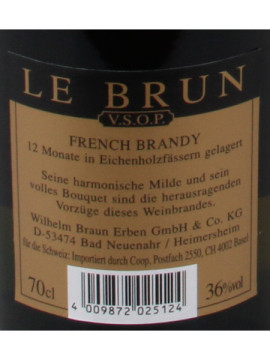 LE BRUN
V.S.O.P.
FRENCH BRANDY
12 Monate in Eichenholzfässern gelagert
Seine harmonische Milde und sein
volles Bouquet sind die herausragenden
Vorzüge dieses Weinbrandes.
Wilhelm Braun Erben GmbH & Co. KG
D-53474 Bad Neuenahr / Heimersheim
für die Schweiz: Importiert durch Coop, Postfach 2550, CH 4002 Basel
70cl
36%vol
4 009872 025124